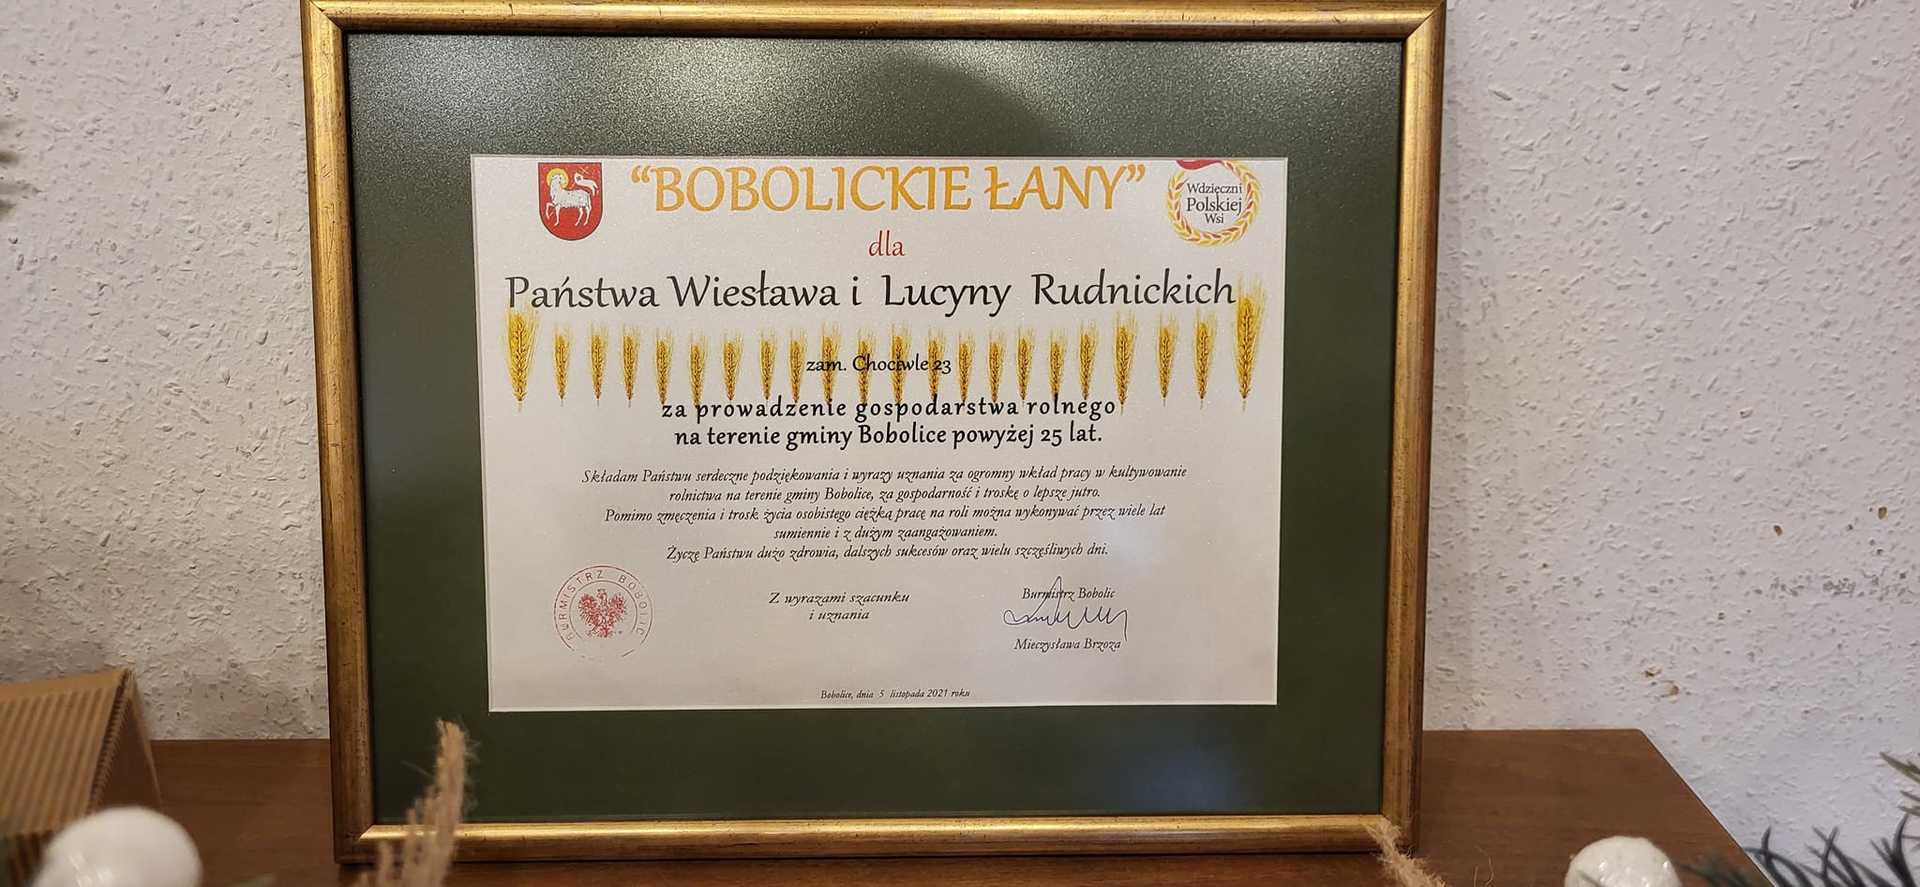 "BOBOLICKIE ŁANY"
Wdzięczni
Polskiej
Wsi
dla
Państwa Wiesława i Lucyny Rudnickich
zam. Chociwle 23
za prowadzenie gospodarstwa rolnego
na terenie gminy Bobolice powyżej 25 lat.
Składam Państwu serdeczne podziękowania i wyrazy uznania za ogromny wkład pracy w kultywowanie
rolnictwa na terenie gminy Bobolice, za gospodarność i troskę o lepsze jutro.
Pomimo zmęczenia i trosk życia osobistego ciężką pracę na roli można wykonywać przez wiele lat
sumiennie i z dużym zaangażowaniem.
Życzę Państwu dużo zdrowia, dalszych sukcesów oraz wielu szczęśliwych dni.
BURMISTRZ BOBOLIC
Z wyrazami szacunku
i uznania
Burmistrz Bobolic
Mieczysława Brzoza
Bobolice, dnia 5 listopada 2021 roku